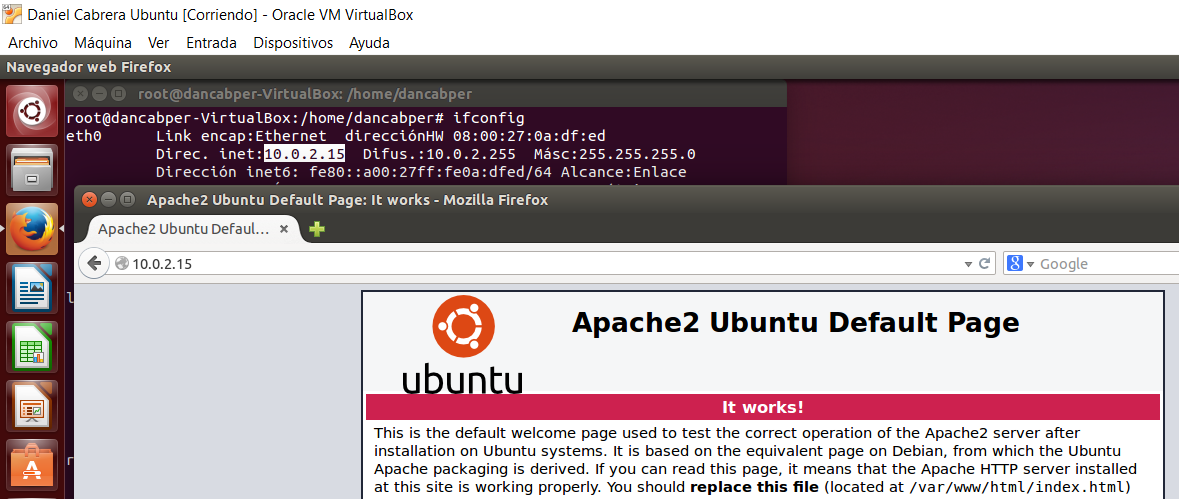 Daniel Cabrera Ubuntu [Corriendo] - Oracle VM VirtualBox
Archivo Máquina Ver Entrada Dispositivos Ayuda
Navegador web Firefox
root@dancabper-VirtualBox: /home/dancabper
root@dancabper-VirtualBox:/home/dancabper# ifconfig
eth0 Link encap:Ethernet direcciónHW 08:00:27:0a:df:ed
Direc. inet:10.0.2.15 Difus.:10.0.2.255 Másc:255.255.255.0
Dirección inet6: fe80::a00:27ff:fe0a:dfed/64 Alcance:Enlace
Apache2 Ubuntu Default Page: It works - Mozilla Firefox
Apache2 Ubuntu Defaul...
10.0.2.15
Google
Apache2 Ubuntu Default Page
ubuntu
It works!
This is the default welcome page used to test the correct operation of the Apache2 server after
installation on Ubuntu systems. It is based on the equivalent page on Debian, from which the Ubuntu
Apache packaging is derived. If you can read this page, it means that the Apache HTTP server installed
at this site is working properly. You should replace this file (located at /var/www/html/index.html)